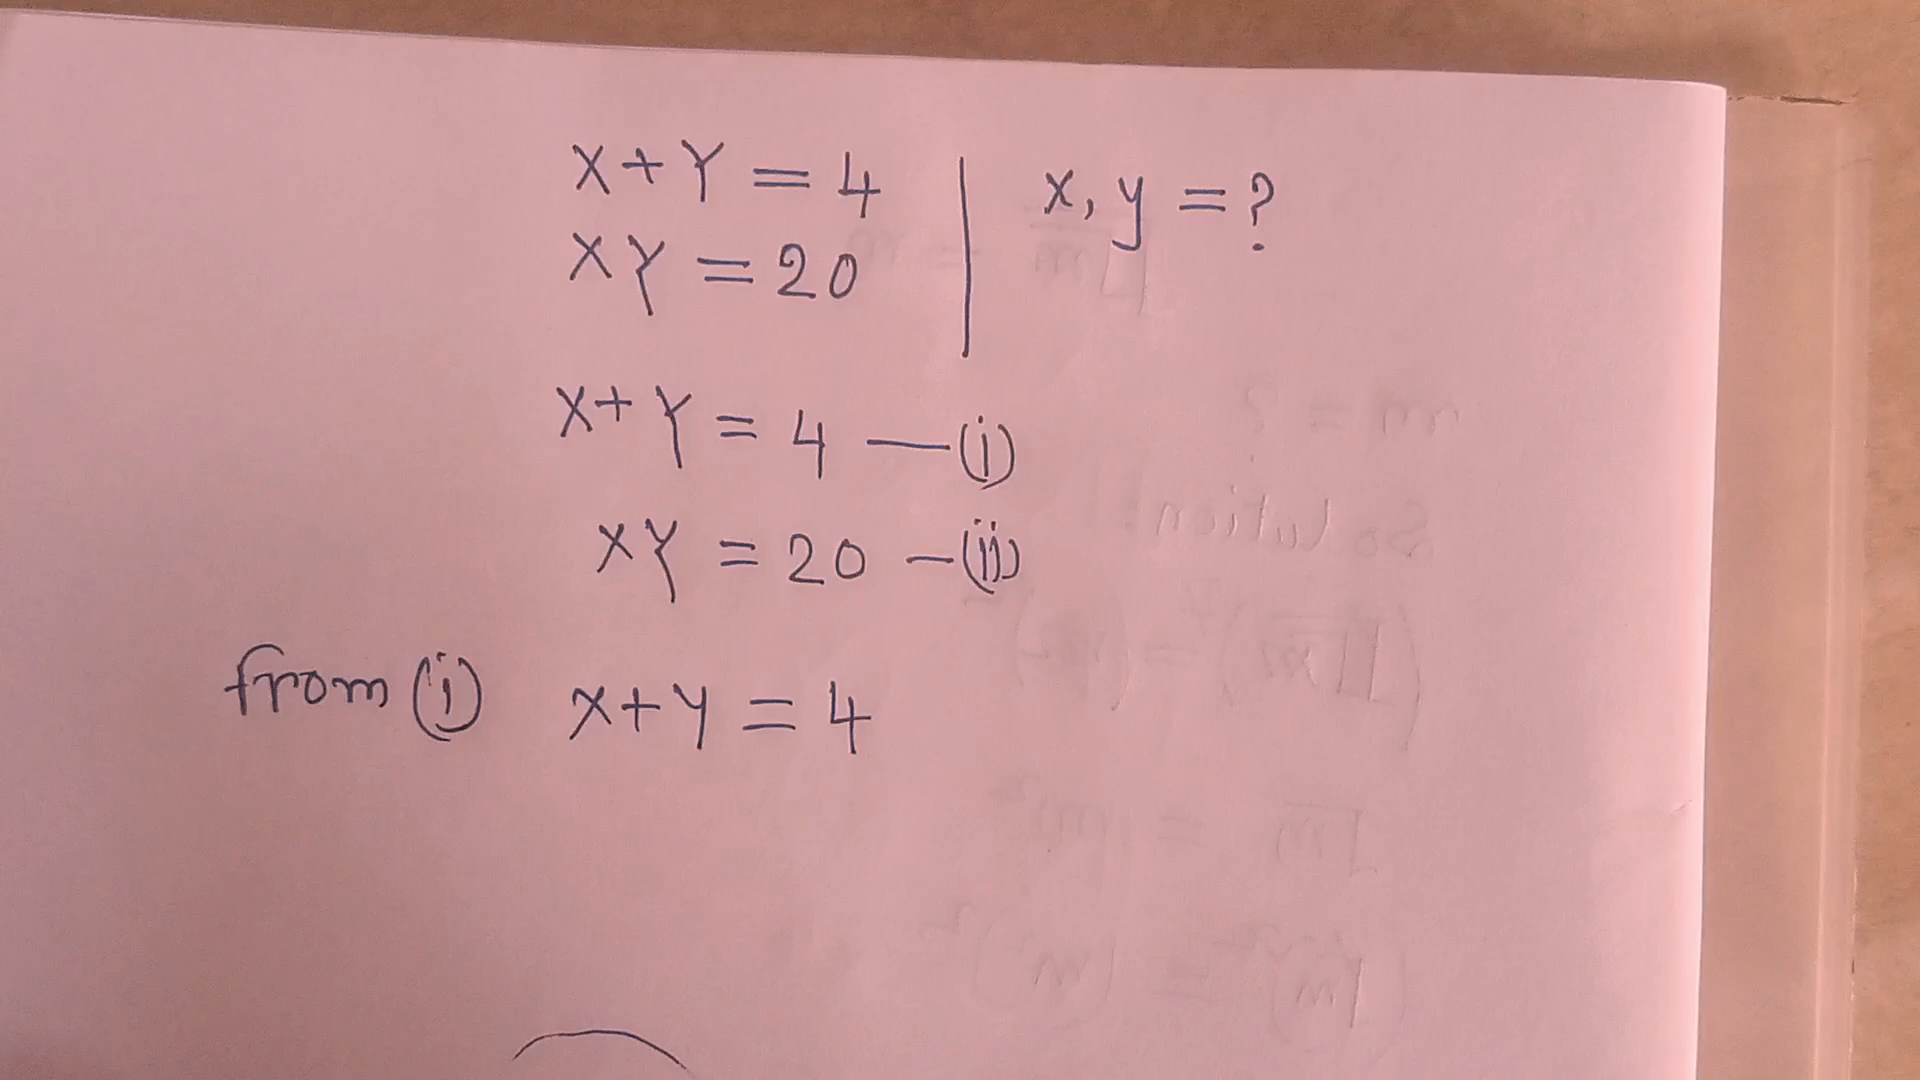 X + Y = 4 | x, y = ?
XY = 20
X + Y = 4 — (i)
XY = 20 — (ii)
from (i) x + y = 4